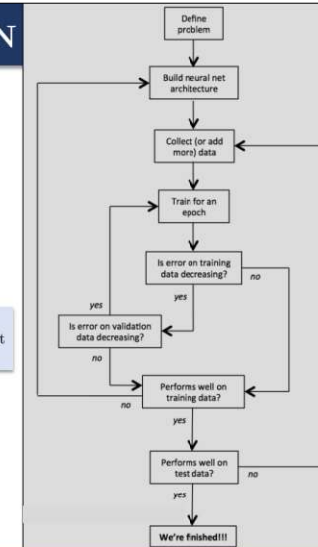 N
Define
problem
Build neural net
architecture
Collect (or add
more) data
Train for an
epoch
Is error on training
data decreasing?
no
yes
yes
Is error on validation
data decreasing?
t
no
Performs well on
training data?
no
yes
Performs well on
test data?
no
yes
We're finished!!!